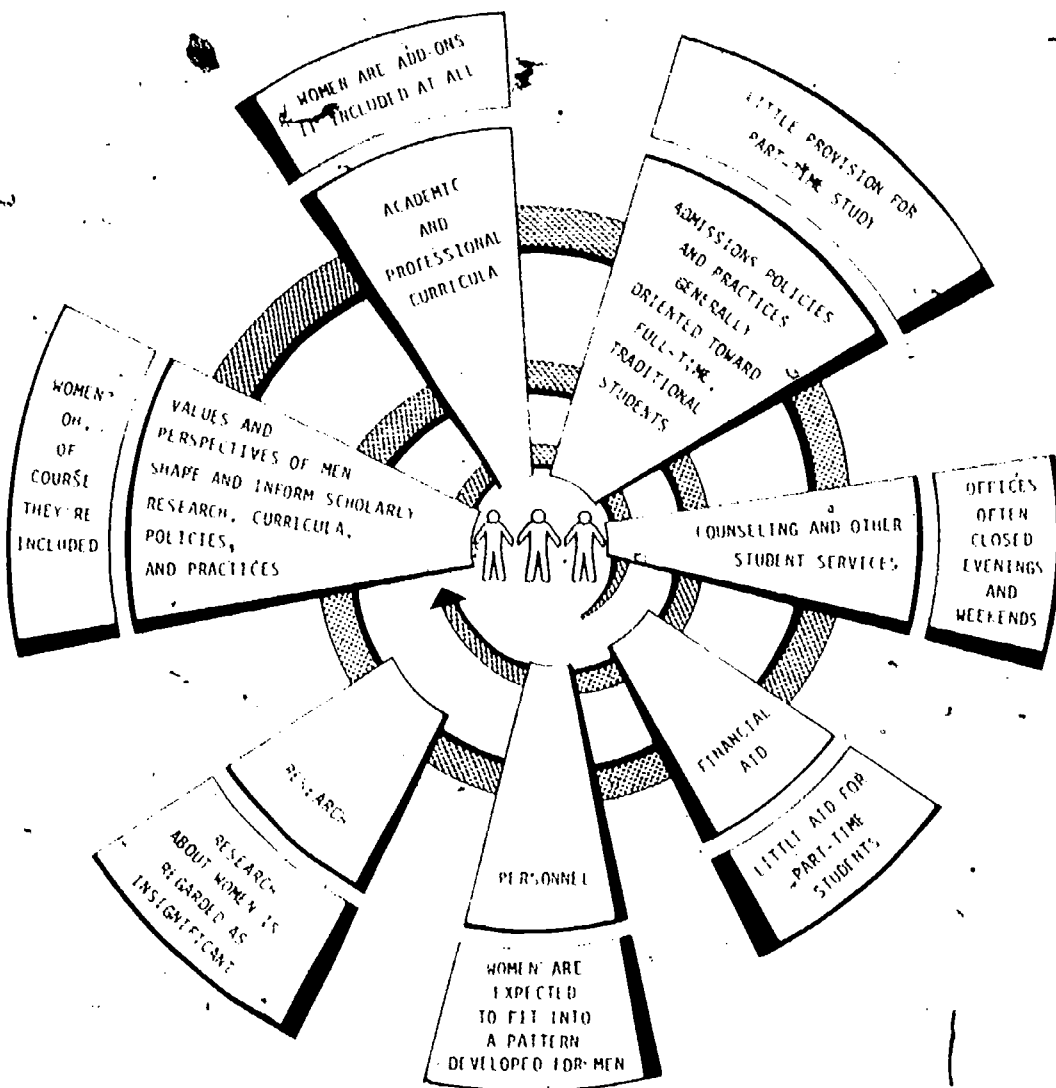 WOMEN ARE ADD-ONS
IF INCLUDED AT ALL
ACADEMIC
AND
PROFESSIONAL
CURRICULA
LITTLE PROVISION FOR
PART-TIME STUDY
ADMISSIONS POLICIES
AND PRACTICES
GENERALLY
ORIENTED TOWARD
FULL-TIME,
TRADITIONAL
STUDENTS
WOMEN?
OH,
OF
COURSE
THEY'RE
INCLUDED
VALUES AND
PERSPECTIVES OF MEN
SHAPE AND INFORM SCHOLARLY
RESEARCH, CURRICULA,
POLICIES,
AND PRACTICES
COUNSELING AND OTHER
STUDENT SERVICES
OFFICES
OFTEN
CLOSED
EVENINGS
AND
WEEKENDS
FINANCIAL
AID
LITTLE AID FOR
PART-TIME
STUDENTS
PERSONNEL
WOMEN ARE
EXPECTED
TO FIT INTO
A PATTERN
DEVELOPED FOR MEN
RESEARCH
RESEARCH
ABOUT WOMEN IS
REGARDED AS
INSIGNIFICANT